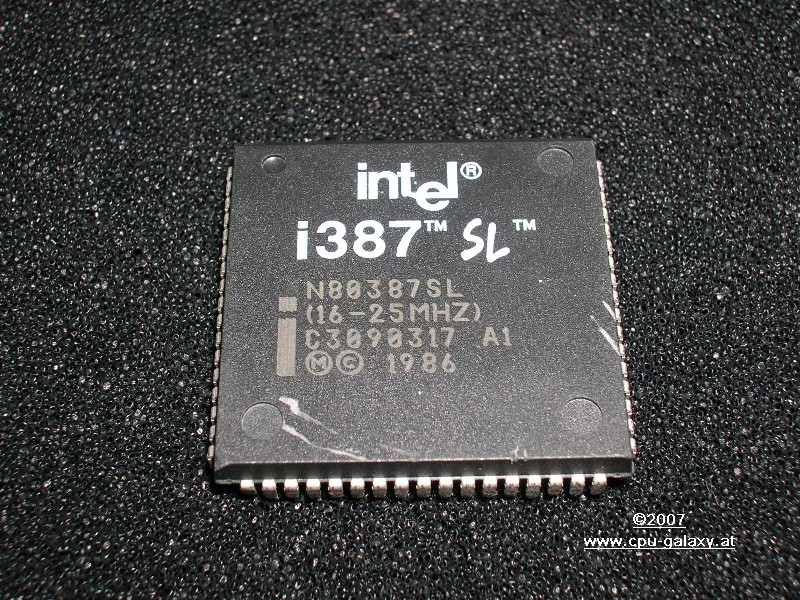 intel®
i387™ SL™
N80387SL
(16-25MHZ)
C3090317 A1
Ⓜ © 1986
©2007
www.cpu-galaxy.at